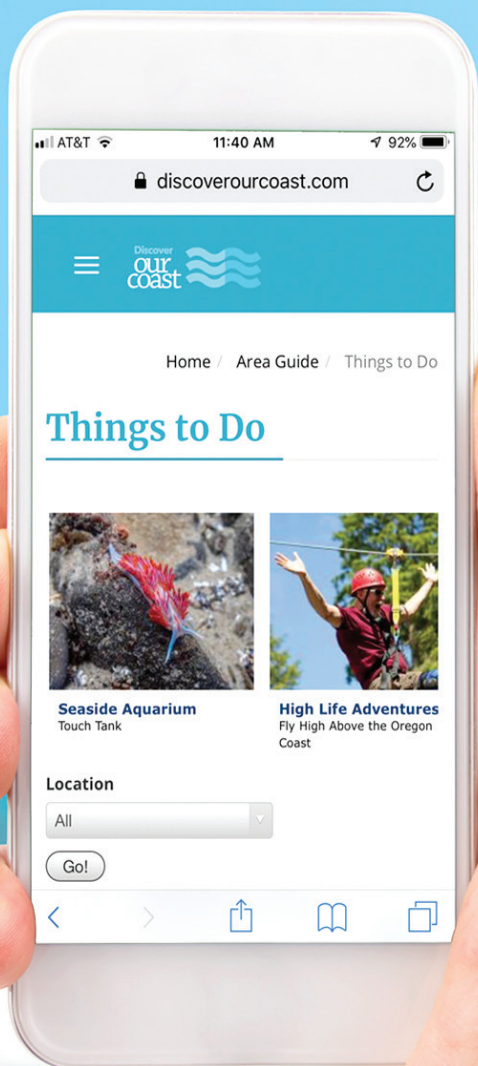 AT&T 11:40 AM 92%
discoverourcoast.com
Discover
our
coast
Home / Area Guide / Things to Do
Things to Do
Seaside Aquarium
Touch Tank
High Life Adventures
Fly High Above the Oregon
Coast
Location
All
Go!